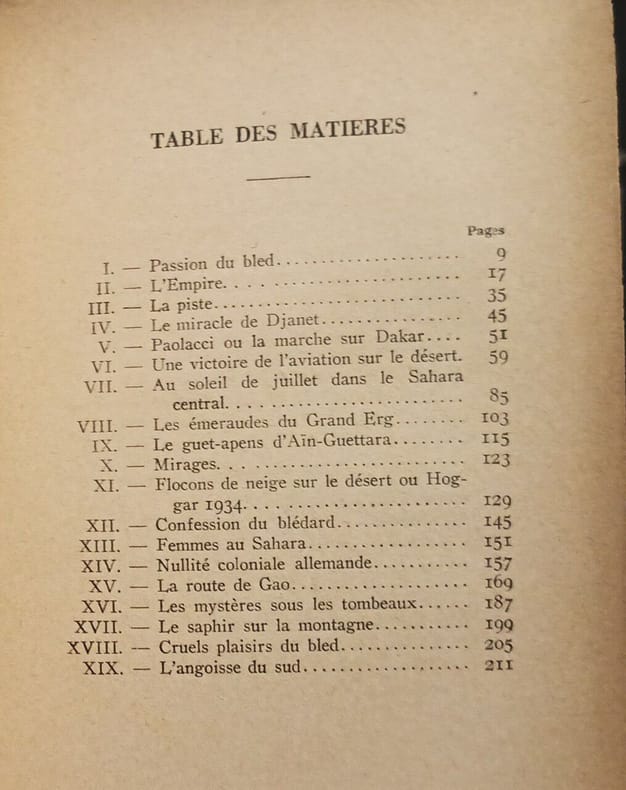 TABLE DES MATIERES
Pages
I. — Passion du bled.................... 9
II. — L'Empire........................ 17
III. — La piste......................... 35
IV. — Le miracle de Djanet.............. 45
V. — Paolacci ou la marche sur Dakar.... 51
VI. — Une victoire de l'aviation sur le désert. 59
VII. — Au soleil de juillet dans le Sahara
central........................ 85
VIII. — Les émeraudes du Grand Erg........ 103
IX. — Le guet-apens d'Aïn-Guettara........ 115
X. — Mirages......................... 123
XI. — Flocons de neige sur le désert ou Hog-
gar 1934....................... 129
XII. — Confession du blédard.............. 145
XIII. — Femmes au Sahara................ 151
XIV. — Nullité coloniale allemande........... 157
XV. — La route de Gao.................. 169
XVI. — Les mystères sous les tombeaux...... 187
XVII. — Le saphir sur la montagne........... 199
XVIII. — Cruels plaisirs du bled.............. 205
XIX. — L'angoisse du sud................. 211